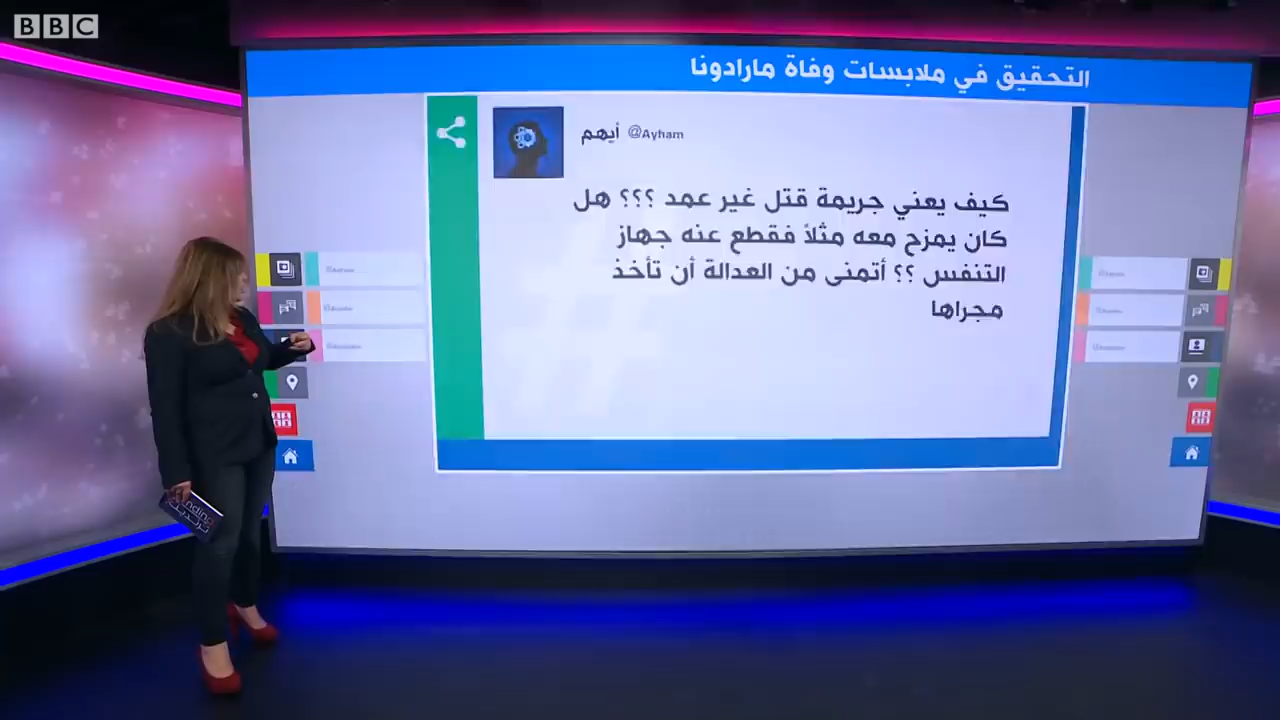 BBC
التحقيق في ملابسات وفاة مارادونا
أيهم @Ayham
كيف يعني جريمة قتل غير عمد ؟؟؟ هل
كان يمزح معه مثلاً فقطع عنه جهاز
التنفس ؟؟ أتمنى من العدالة أن تأخذ
مجراها
ترندينغ